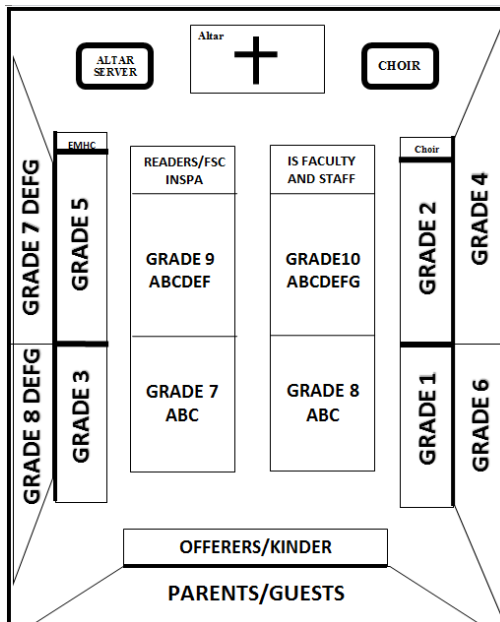 Altar
ALTAR
SERVER
CHOIR
EMHC
READERS/FSC
INSPA
IS FACULTY
AND STAFF
Choir
GRADE 7 DEFG
GRADE 5
GRADE 9
ABCDEF
GRADE10
ABCDEFG
GRADE 2
GRADE 4
GRADE 8 DEFG
GRADE 3
GRADE 7
ABC
GRADE 8
ABC
GRADE 1
GRADE 6
OFFERERS/KINDER
PARENTS/GUESTS